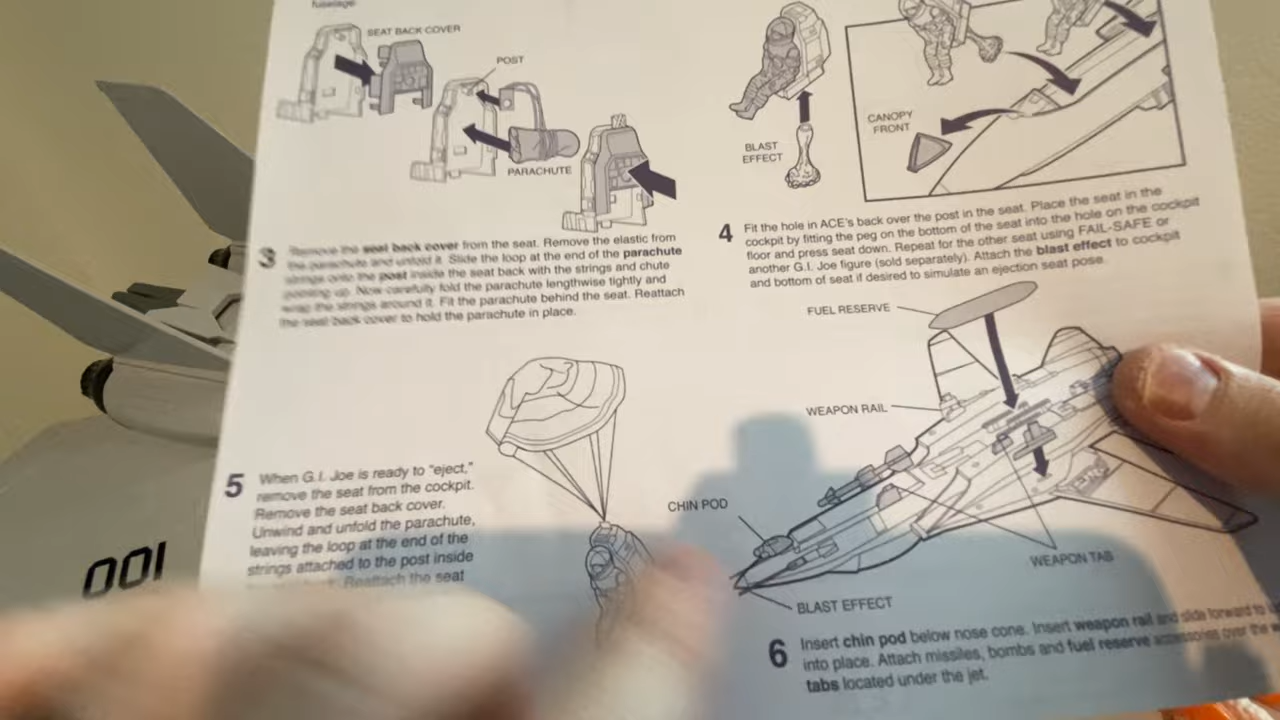 fuselage
SEAT BACK COVER
POST
PARACHUTE
BLAST
EFFECT
CANOPY
FRONT
3 Remove the seat back cover from the seat. Remove the elastic from
the parachute and unfold it. Slide the loop at the end of the parachute
strings onto the post inside the seat back with the strings and chute
pointing up. Now carefully fold the parachute lengthwise tightly and
wrap the strings around it. Fit the parachute behind the seat. Reattach
the seat back cover to hold the parachute in place.
4 Fit the hole in ACE's back over the post in the seat. Place the seat in the
cockpit by fitting the peg on the bottom of the seat into the hole on the cockpit
floor and press seat down. Repeat for the other seat using FAIL-SAFE or
another G.I. Joe figure (sold separately). Attach the blast effect to cockpit
and bottom of seat if desired to simulate an ejection seat pose.
FUEL RESERVE
WEAPON RAIL
CHIN POD
WEAPON TAB
BLAST EFFECT
5 When G.I. Joe is ready to "eject,"
remove the seat from the cockpit.
Remove the seat back cover.
Unwind and unfold the parachute,
leaving the loop at the end of the
strings attached to the post inside
Reattach the seat
6 Insert chin pod below nose cone. Insert weapon rail and slide forward to
into place. Attach missiles, bombs and fuel reserve accessories over the
tabs located under the jet.
001